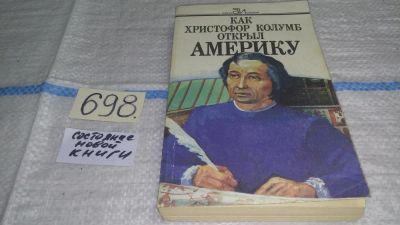 КАК
ХРИСТОФОР КОЛУМБ
ОТКРЫЛ
АМЕРИКУ
698.
состояние
новой
книги